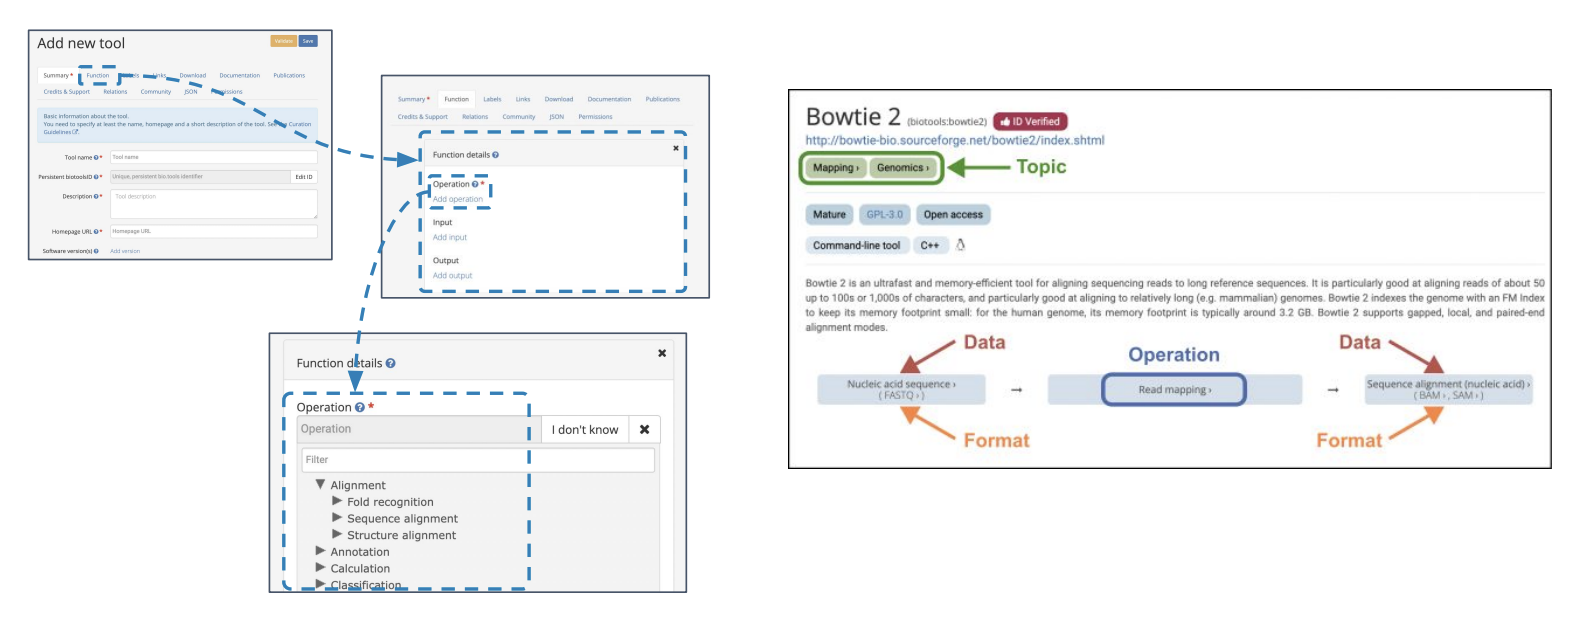 Add new tool
Validate Save
Summary * Function Labels Links Download Documentation Publications
Credits & Support Relations Community JSON Permissions
Basic information about the tool.
You need to specify at least the name, homepage and a short description of the tool. See the Curation
Guidelines
Tool name * Tool name
Persistent biotoolsID * Unique, persistent bio.tools identifier Edit ID
Description * Tool description
Homepage URL * Homepage URL
Software version(s) Add version
Summary * Function Labels Links Download Documentation Publications
Credits & Support Relations Community JSON Permissions
Function details ? ×
Operation ? *
Add operation
Input
Add input
Output
Add output
Function details ? ×
Operation ? *
Operation I don't know ×
Filter
Alignment
Fold recognition
Sequence alignment
Structure alignment
Annotation
Calculation
Classification
Bowtie 2 (biotools:bowtie2) ID Verified
http://bowtie-bio.sourceforge.net/bowtie2/index.shtml
Mapping › Genomics › Topic
Mature GPL-3.0 Open access
Command-line tool C++
Bowtie 2 is an ultrafast and memory-efficient tool for aligning sequencing reads to long reference sequences. It is particularly good at aligning reads of about 50
up to 100s or 1,000s of characters, and particularly good at aligning to relatively long (e.g. mammalian) genomes. Bowtie 2 indexes the genome with an FM Index
to keep its memory footprint small: for the human genome, its memory footprint is typically around 3.2 GB. Bowtie 2 supports gapped, local, and paired-end
alignment modes.
Data Operation Data
Nucleic acid sequence › → Read mapping › → Sequence alignment (nucleic acid) ›
( FASTQ › ) ( BAM › , SAM › )
Format Format